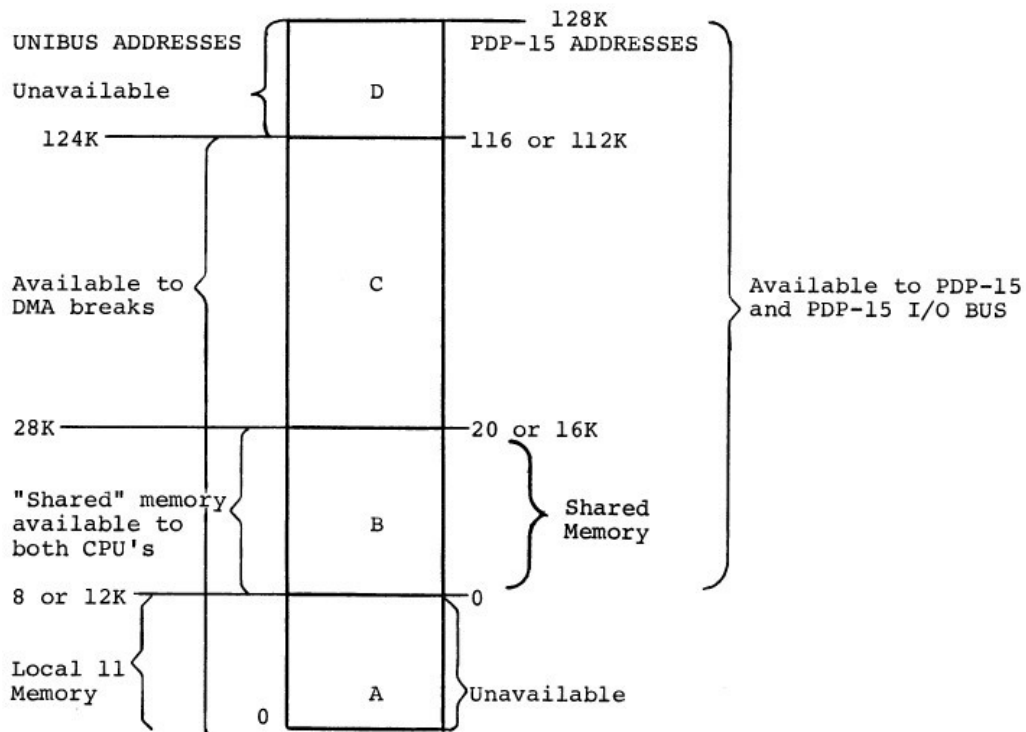 128K
UNIBUS ADDRESSES
PDP-15 ADDRESSES
Unavailable
D
124K
116 or 112K
Available to
DMA breaks
C
Available to PDP-15
and PDP-15 I/O BUS
28K
20 or 16K
"Shared" memory
available to
both CPU's
B
Shared
Memory
8 or 12K
0
Local 11
Memory
A
Unavailable
0